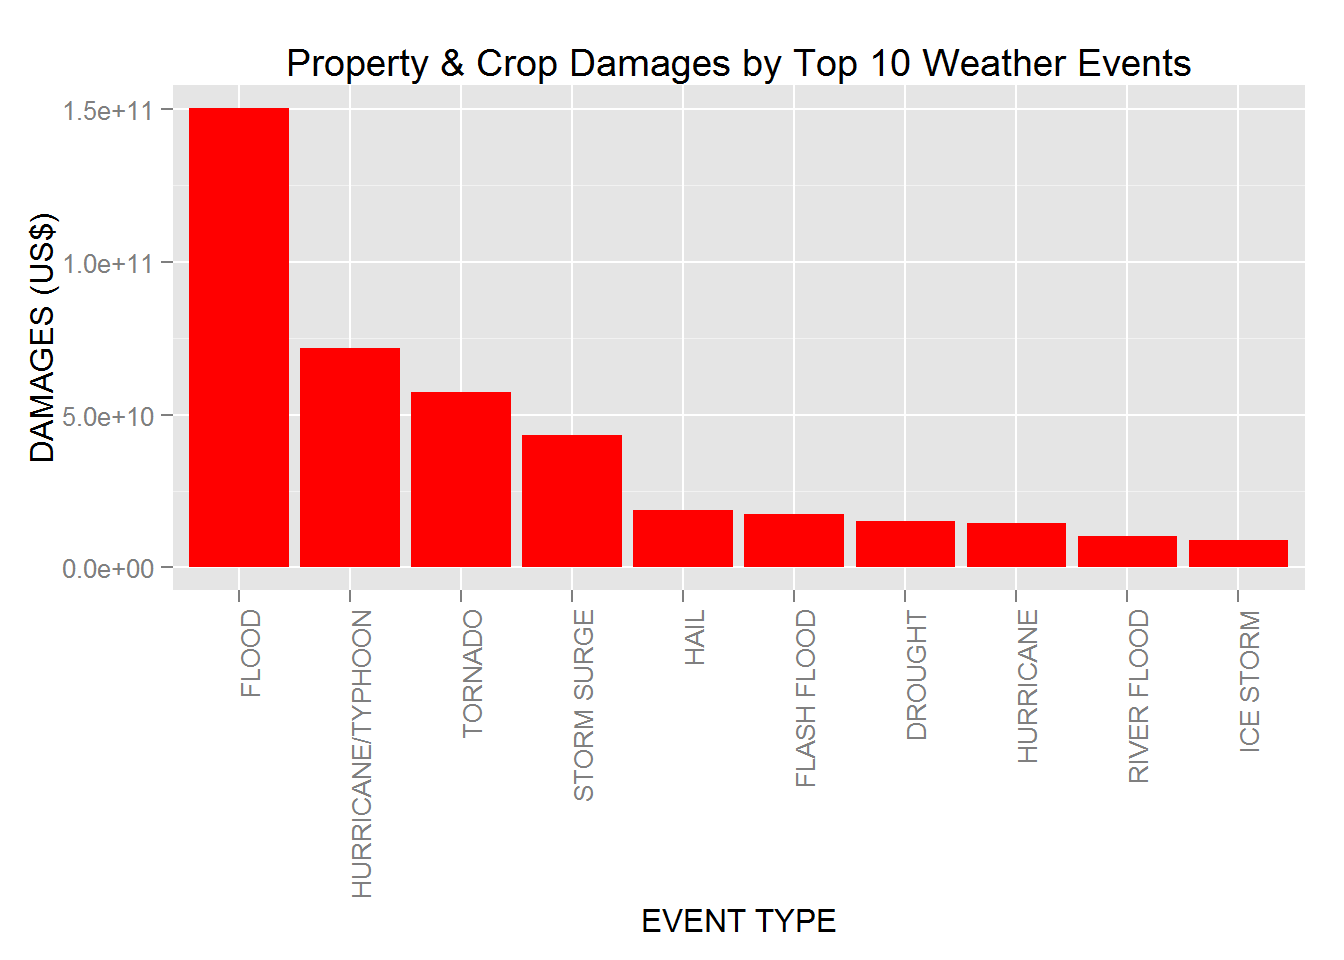 Property & Crop Damages by Top 10 Weather Events
DAMAGES (US$)
1.5e+11
1.0e+11
5.0e+10
0.0e+00
FLOOD
HURRICANE/TYPHOON
TORNADO
STORM SURGE
HAIL
FLASH FLOOD
DROUGHT
HURRICANE
RIVER FLOOD
ICE STORM
EVENT TYPE